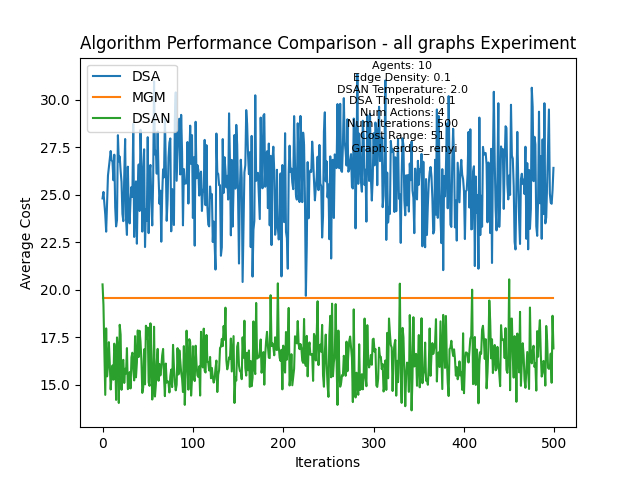 Algorithm Performance Comparison - all graphs Experiment
DSA
MGM
DSAN
Agents: 10
Edge Density: 0.1
DSAN Temperature: 2.0
DSA Threshold: 0.1
Num Actions: 4
Num Iterations: 500
Cost Range: 51
Graph: erdos_renyi
Average Cost
30.0
27.5
25.0
22.5
20.0
17.5
15.0
0 100 200 300 400 500
Iterations